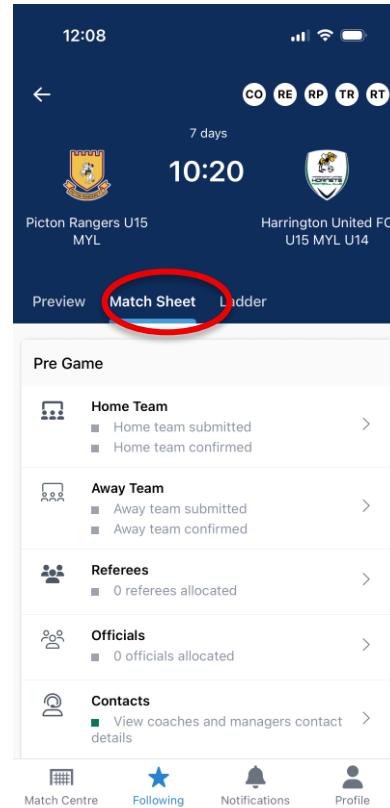 12:08
CO RE RP TR RT
7 days
10:20
Picton Rangers U15
MYL
Harrington United FC
U15 MYL U14
Preview Match Sheet Ladder
Pre Game
Home Team
Home team submitted
Home team confirmed
Away Team
Away team submitted
Away team confirmed
Referees
0 referees allocated
Officials
0 officials allocated
Contacts
View coaches and managers contact
details
Match Centre Following Notifications Profile